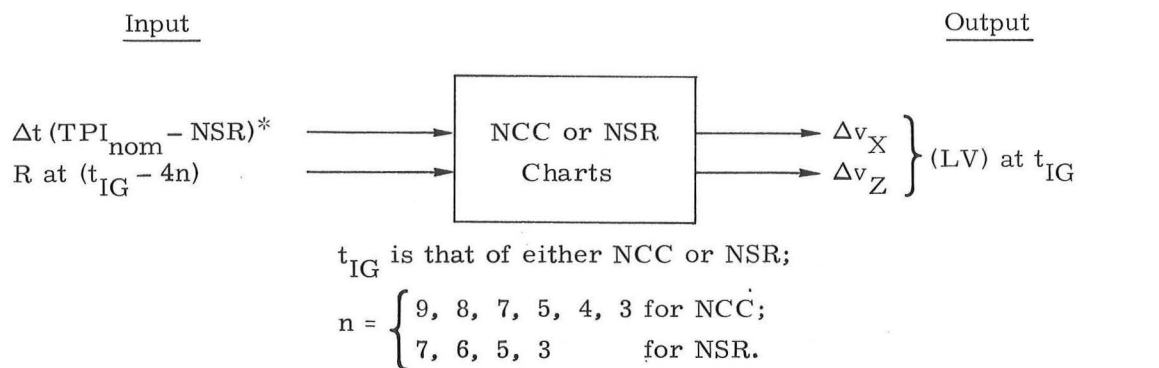 Input
Output
Δt (TPI_nom – NSR)*
R at (t_IG – 4n)
NCC or NSR
Charts
Δv_X
Δv_Z
} (LV) at t_IG
t_IG is that of either NCC or NSR;
n = { 9, 8, 7, 5, 4, 3 for NCC;
7, 6, 5, 3 for NSR.